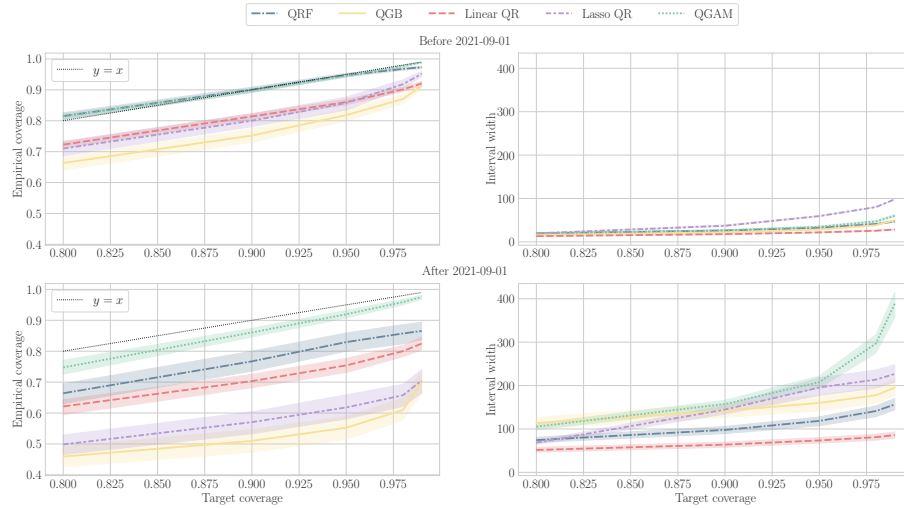 QRF QGB Linear QR Lasso QR QGAM
Before 2021-09-01
y = x
Empirical coverage
1.0
0.9
0.8
0.7
0.6
0.5
0.4
0.800 0.825 0.850 0.875 0.900 0.925 0.950 0.975
Interval width
400
300
200
100
0
0.800 0.825 0.850 0.875 0.900 0.925 0.950 0.975
After 2021-09-01
y = x
Empirical coverage
1.0
0.9
0.8
0.7
0.6
0.5
0.4
0.800 0.825 0.850 0.875 0.900 0.925 0.950 0.975
Target coverage
Interval width
400
300
200
100
0
0.800 0.825 0.850 0.875 0.900 0.925 0.950 0.975
Target coverage